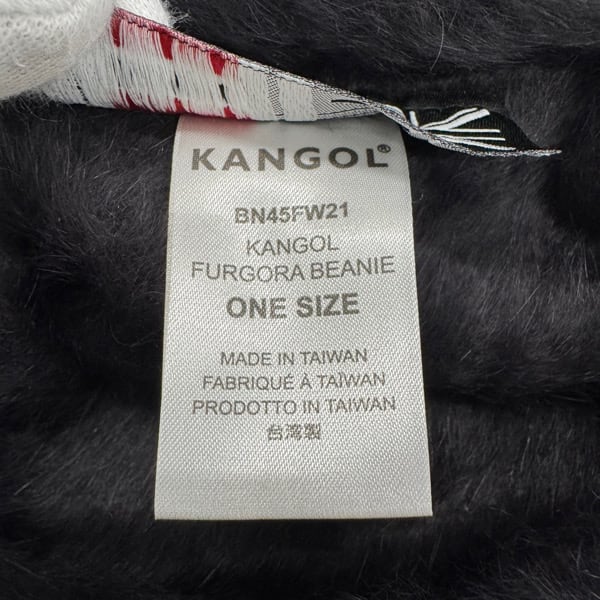 KANGOL®
BN45FW21
KANGOL
FURGORA BEANIE
ONE SIZE
MADE IN TAIWAN
FABRIQUÉ À TAÏWAN
PRODOTTO IN TAIWAN
台湾製